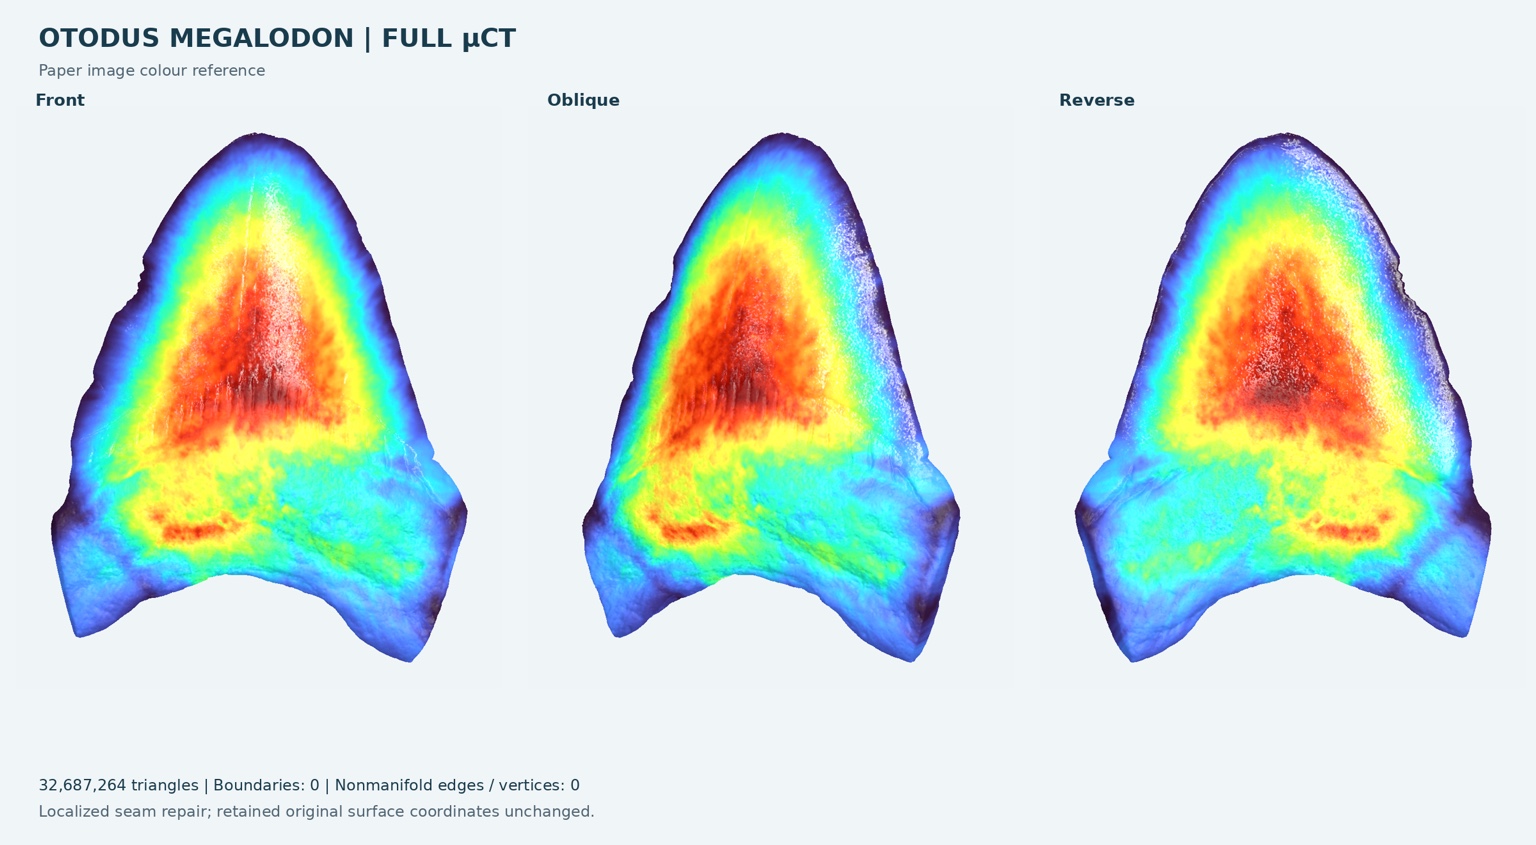 OTODUS MEGALODON | FULL µCT
Paper image colour reference
Front
Oblique
Reverse
32,687,264 triangles | Boundaries: 0 | Nonmanifold edges / vertices: 0
Localized seam repair; retained original surface coordinates unchanged.